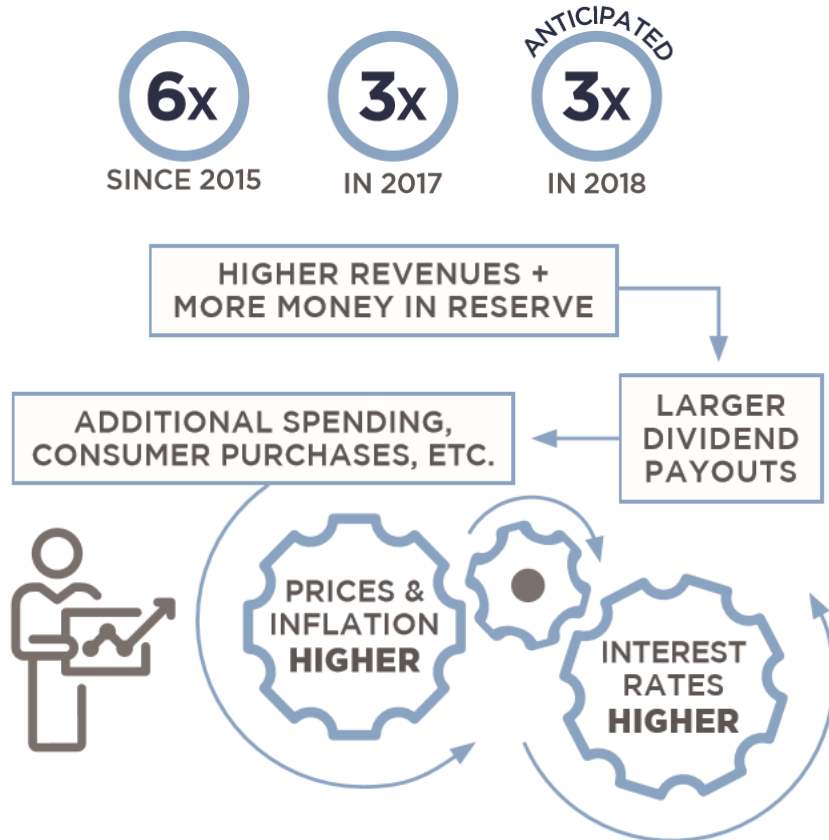 ANTICIPATED
6X
3X
3X
SINCE 2015
IN 2017
IN 2018
HIGHER REVENUES +
MORE MONEY IN RESERVE
LARGER
DIVIDEND
PAYOUTS
ADDITIONAL SPENDING,
CONSUMER PURCHASES, ETC.
PRICES &
INFLATION
HIGHER
INTEREST
RATES
HIGHER